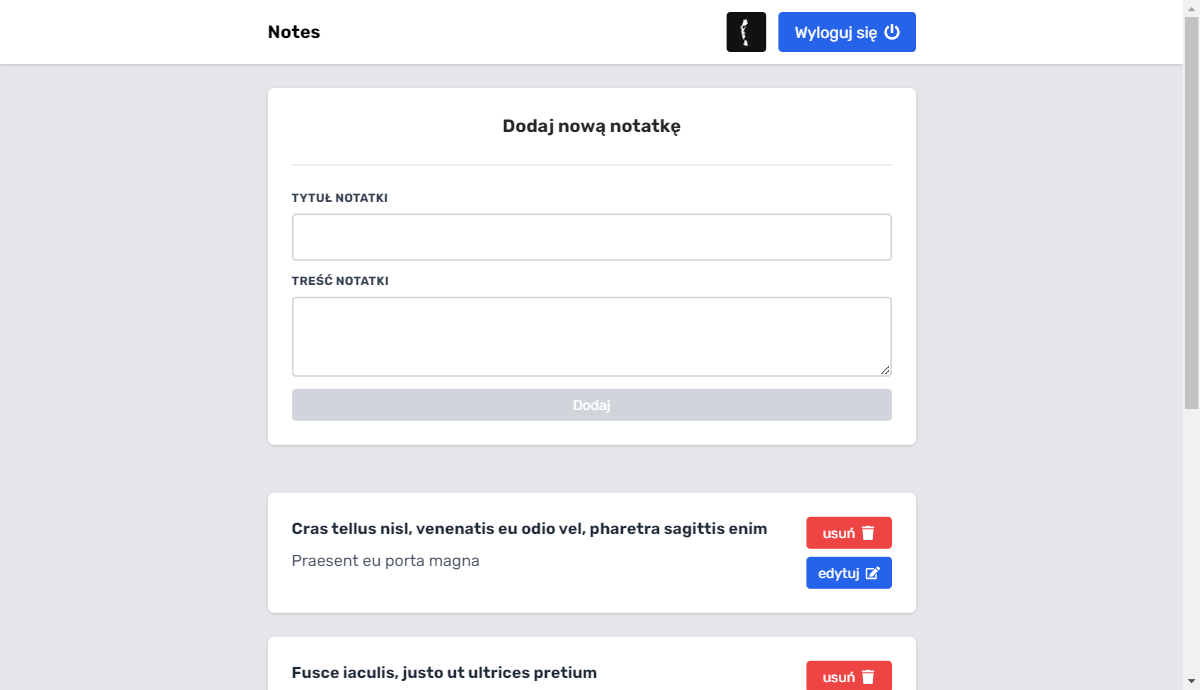 Notes
Wyloguj się
Dodaj nową notatkę
TYTUŁ NOTATKI
TREŚĆ NOTATKI
Dodaj
Cras tellus nisl, venenatis eu odio vel, pharetra sagittis enim
usuń
Praesent eu porta magna
edytuj
Fusce iaculis, justo ut ultrices pretium
usuń